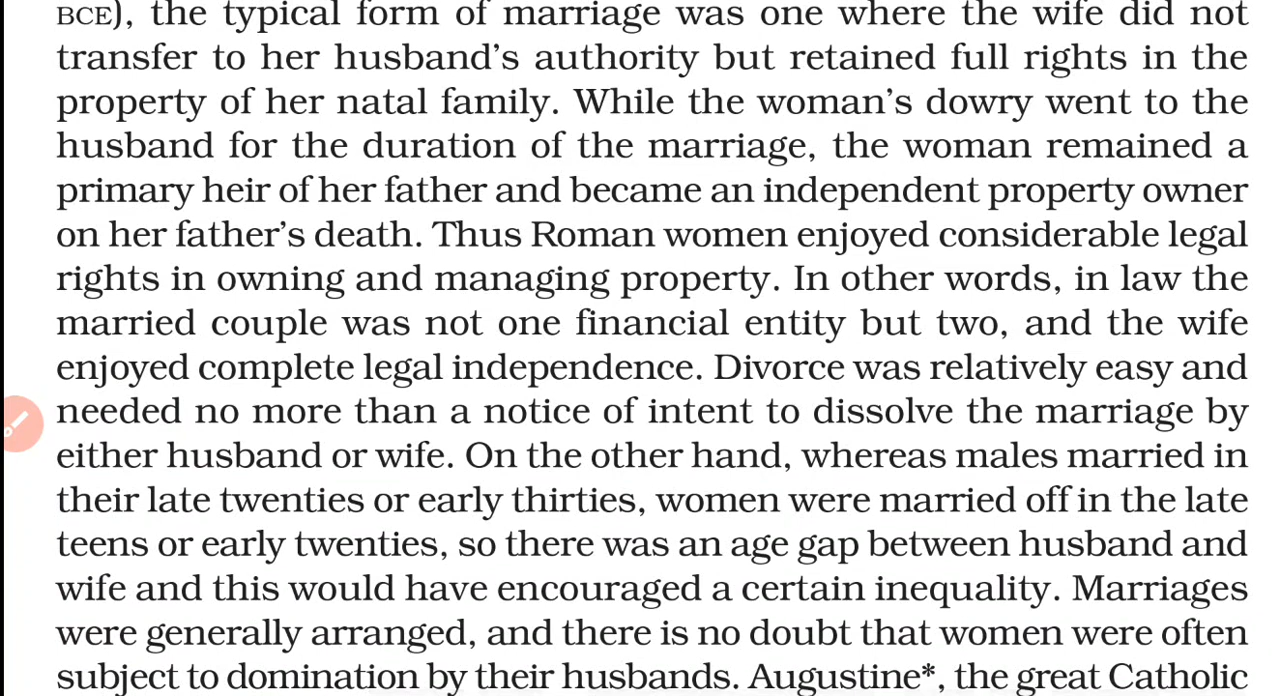 BCE), the typical form of marriage was one where the wife did not
transfer to her husband's authority but retained full rights in the
property of her natal family. While the woman's dowry went to the
husband for the duration of the marriage, the woman remained a
primary heir of her father and became an independent property owner
on her father's death. Thus Roman women enjoyed considerable legal
rights in owning and managing property. In other words, in law the
married couple was not one financial entity but two, and the wife
enjoyed complete legal independence. Divorce was relatively easy and
needed no more than a notice of intent to dissolve the marriage by
either husband or wife. On the other hand, whereas males married in
their late twenties or early thirties, women were married off in the late
teens or early twenties, so there was an age gap between husband and
wife and this would have encouraged a certain inequality. Marriages
were generally arranged, and there is no doubt that women were often
subject to domination by their husbands. Augustine*, the great Catholic